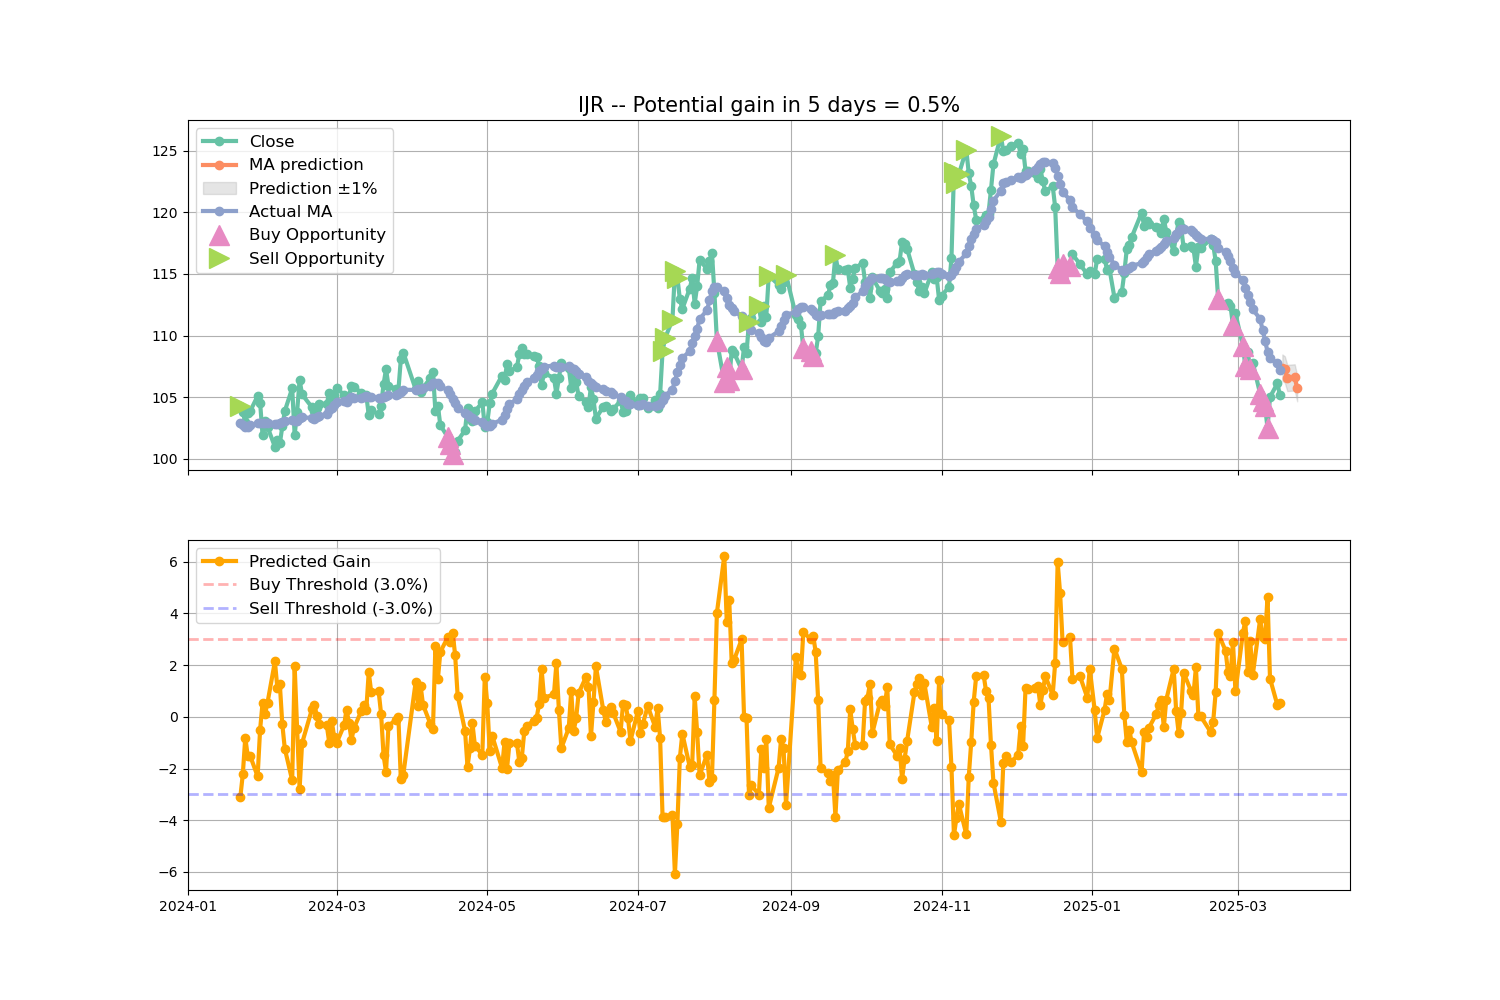 IJR -- Potential gain in 5 days = 0.5%
Close
MA prediction
Prediction ±1%
Actual MA
Buy Opportunity
Sell Opportunity
125
120
115
110
105
100
Predicted Gain
Buy Threshold (3.0%)
Sell Threshold (-3.0%)
6
4
2
0
−2
−4
−6
2024-01 2024-03 2024-05 2024-07 2024-09 2024-11 2025-01 2025-03